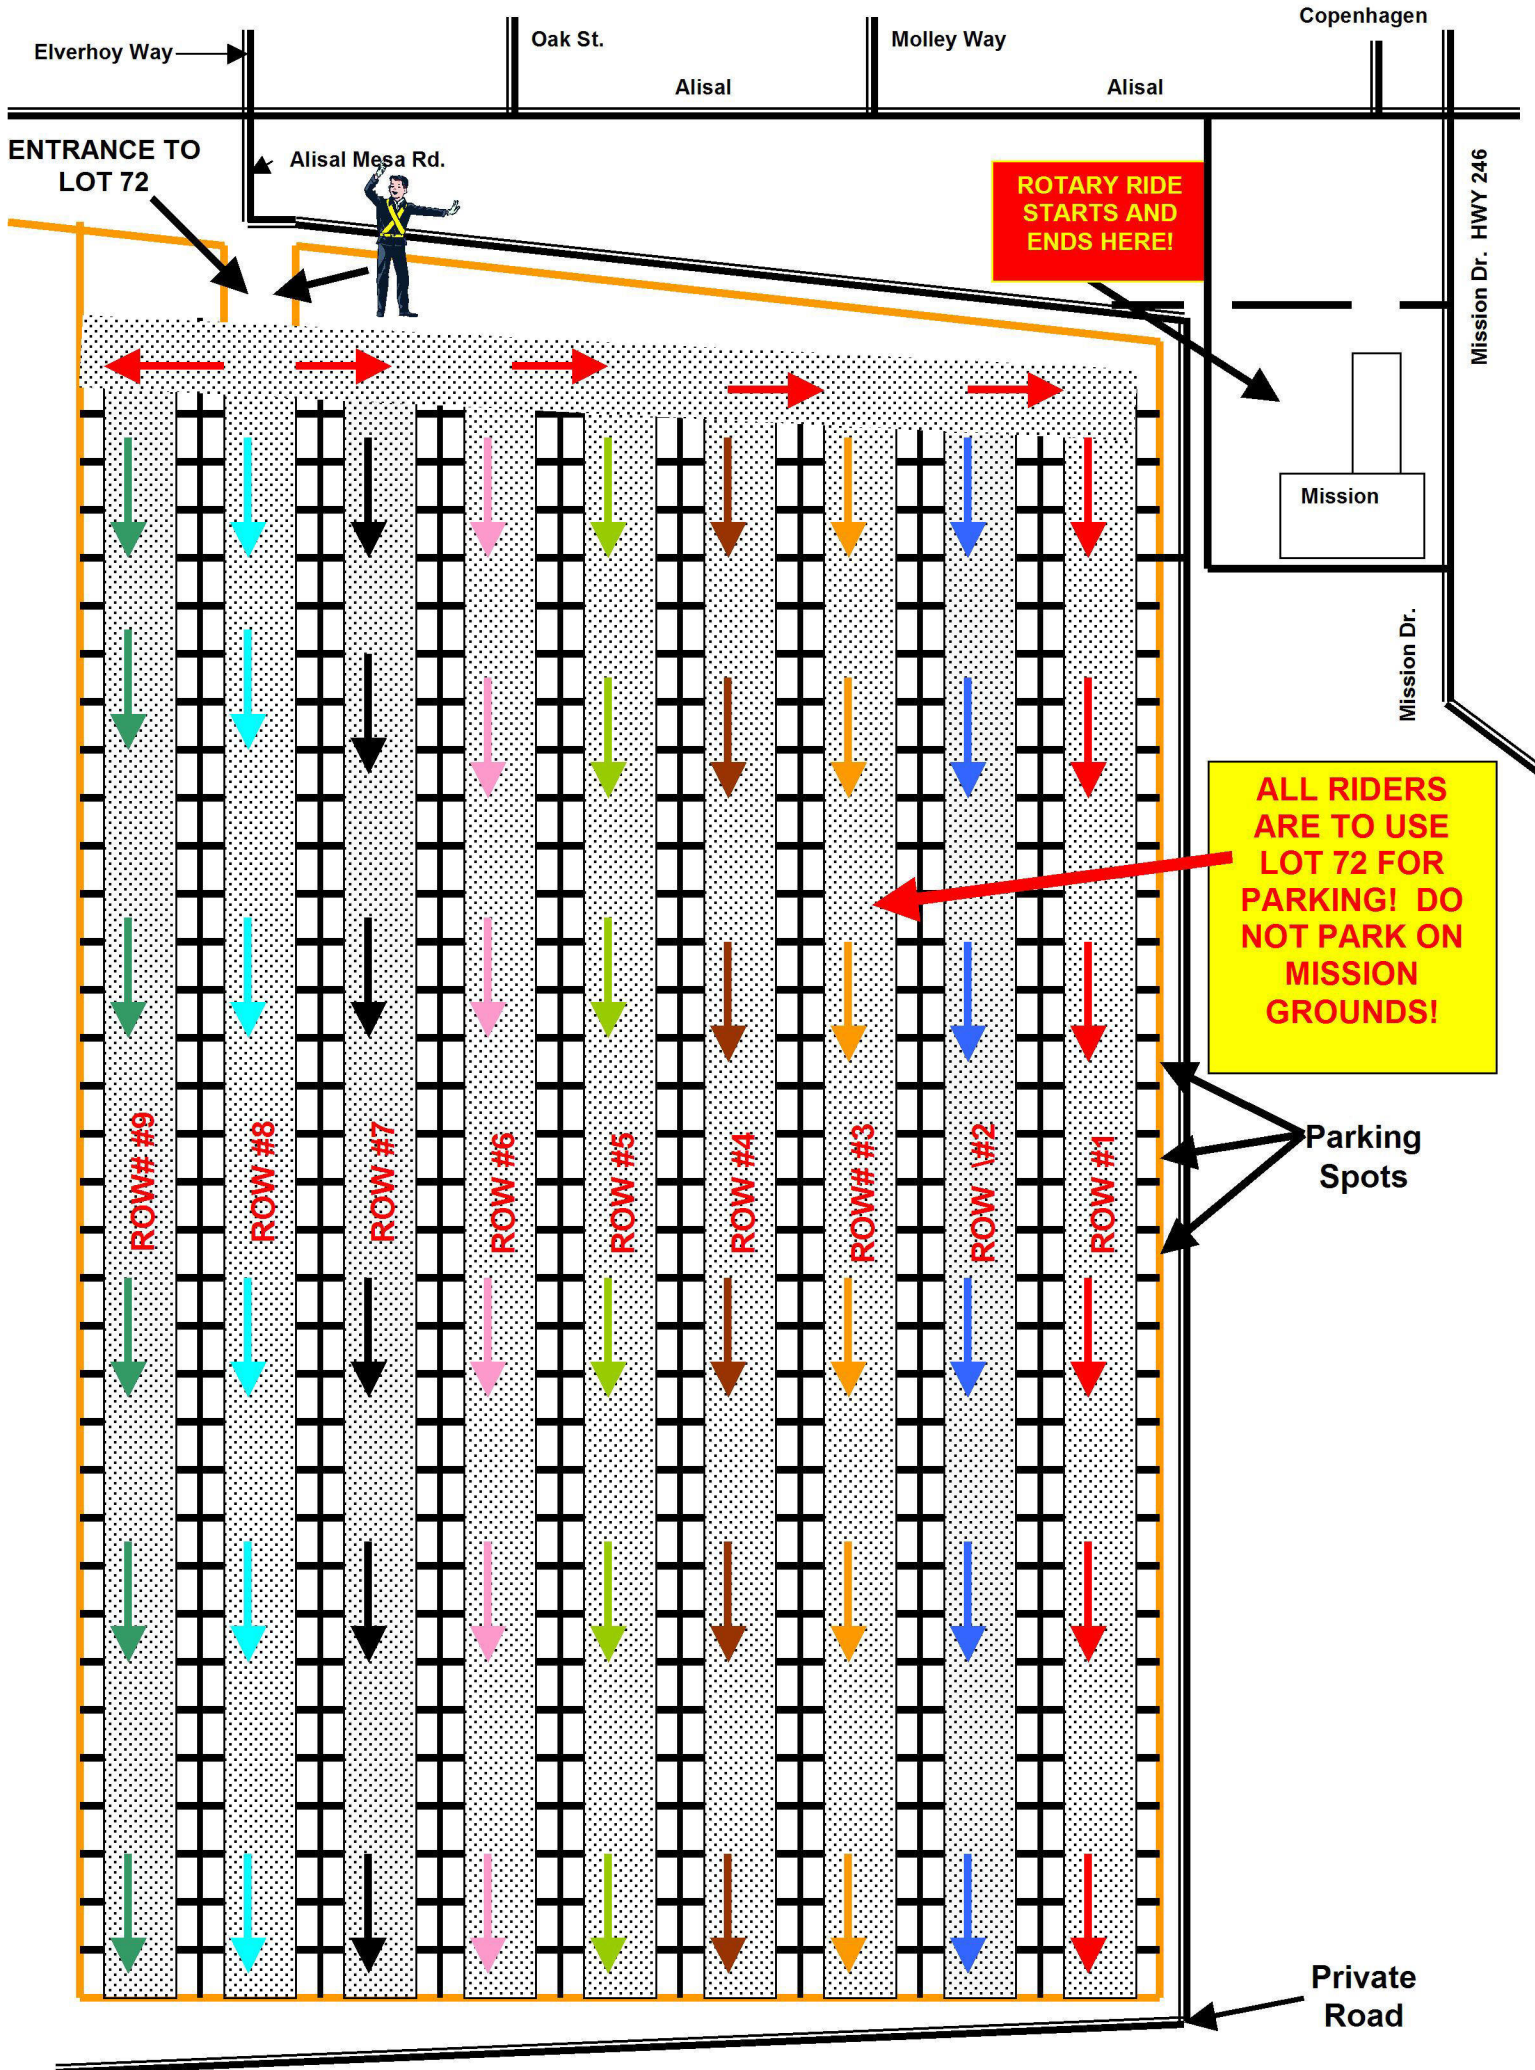 Copenhagen
Elverhoy Way
Oak St.
Molley Way
Alisal
Alisal
ENTRANCE TO
LOT 72
Alisal Mesa Rd.
ROTARY RIDE
STARTS AND
ENDS HERE!
Mission Dr.  HWY 246
Mission
Mission Dr.
ALL RIDERS
ARE TO USE
LOT 72 FOR
PARKING!  DO
NOT PARK ON
MISSION
GROUNDS!
ROW# #9
ROW #8
ROW #7
ROW #6
ROW #5
ROW #4
ROW# #3
ROW \#2
ROW #1
Parking
Spots
Private
Road